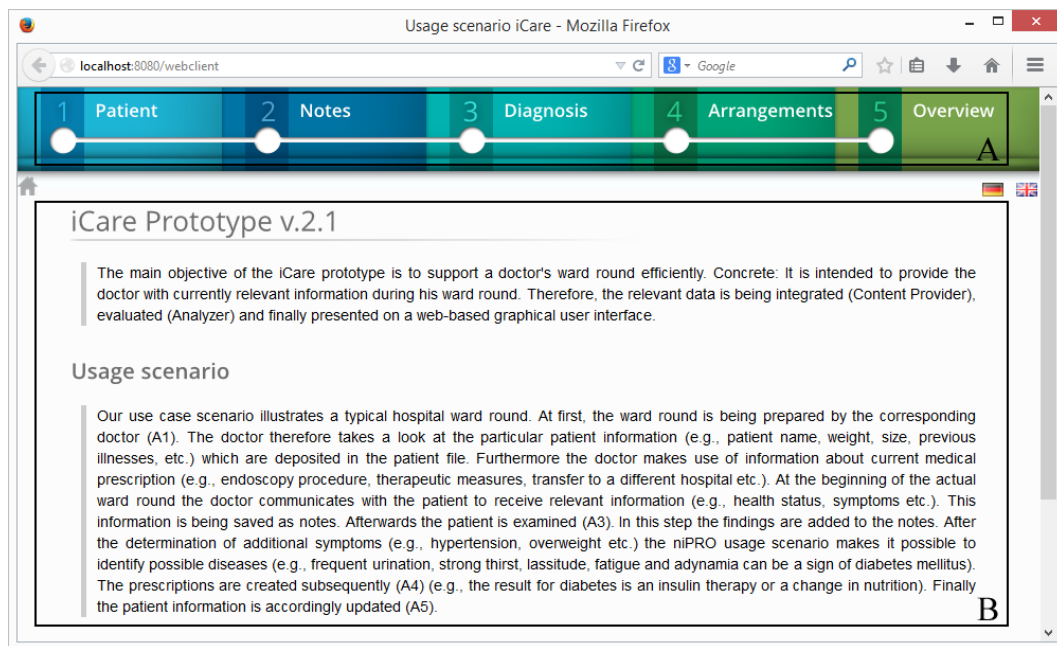 Usage scenario iCare - Mozilla Firefox
localhost:8080/webclient
Google
1 Patient 2 Notes 3 Diagnosis 4 Arrangements 5 Overview
A
iCare Prototype v.2.1
The main objective of the iCare prototype is to support a doctor's ward round efficiently. Concrete: It is intended to provide the
doctor with currently relevant information during his ward round. Therefore, the relevant data is being integrated (Content Provider),
evaluated (Analyzer) and finally presented on a web-based graphical user interface.
Usage scenario
Our use case scenario illustrates a typical hospital ward round. At first, the ward round is being prepared by the corresponding
doctor (A1). The doctor therefore takes a look at the particular patient information (e.g., patient name, weight, size, previous
illnesses, etc.) which are deposited in the patient file. Furthermore the doctor makes use of information about current medical
prescription (e.g., endoscopy procedure, therapeutic measures, transfer to a different hospital etc.). At the beginning of the actual
ward round the doctor communicates with the patient to receive relevant information (e.g., health status, symptoms etc.). This
information is being saved as notes. Afterwards the patient is examined (A3). In this step the findings are added to the notes. After
the determination of additional symptoms (e.g., hypertension, overweight etc.) the niPRO usage scenario makes it possible to
identify possible diseases (e.g., frequent urination, strong thirst, lassitude, fatigue and adynamia can be a sign of diabetes mellitus).
The prescriptions are created subsequently (A4) (e.g., the result for diabetes is an insulin therapy or a change in nutrition). Finally
the patient information is accordingly updated (A5).
B